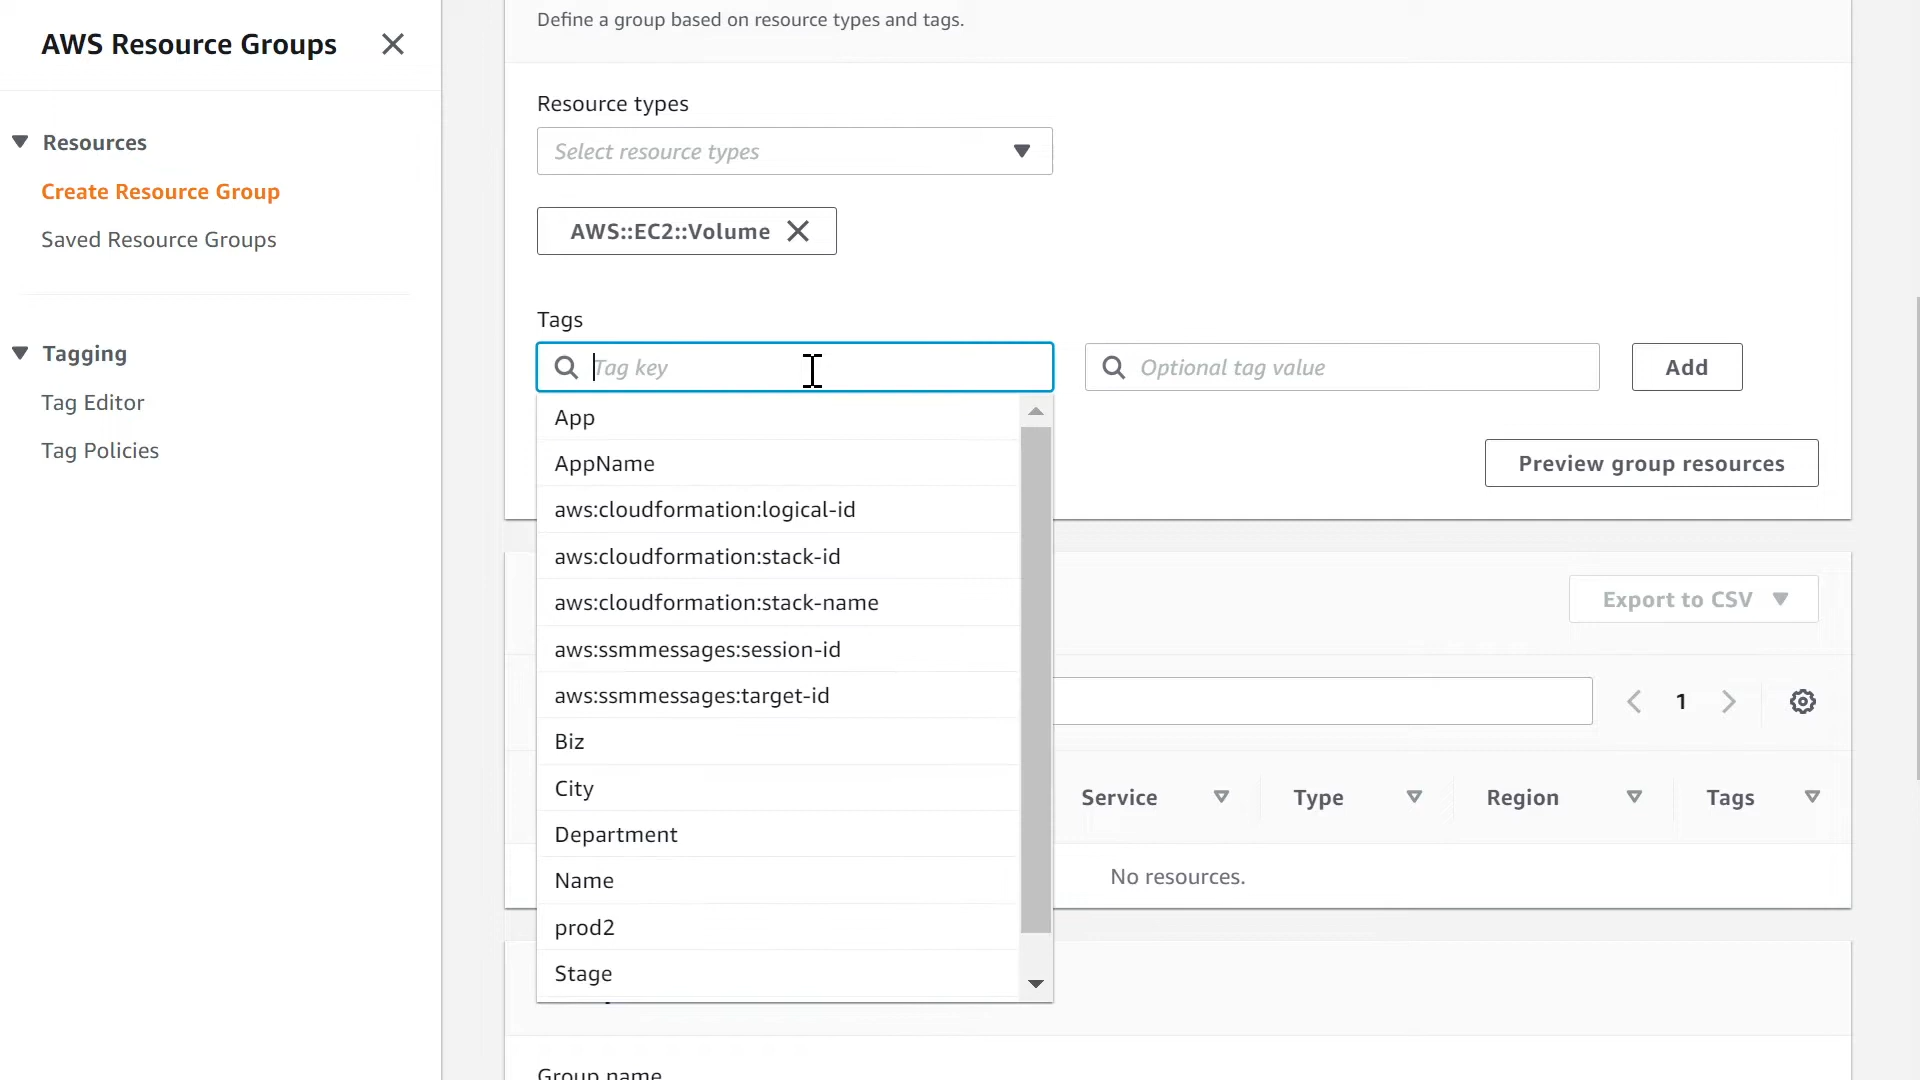 AWS Resource Groups
Resources
Create Resource Group
Saved Resource Groups
Tagging
Tag Editor
Tag Policies
Define a group based on resource types and tags.
Resource types
Select resource types
AWS::EC2::Volume
Tags
Tag key
Optional tag value
Add
App
AppName
aws:cloudformation:logical-id
aws:cloudformation:stack-id
aws:cloudformation:stack-name
aws:ssmmessages:session-id
aws:ssmmessages:target-id
Biz
City
Department
Name
prod2
Stage
Preview group resources
Export to CSV
1
Service Type Region Tags
No resources.
Group name